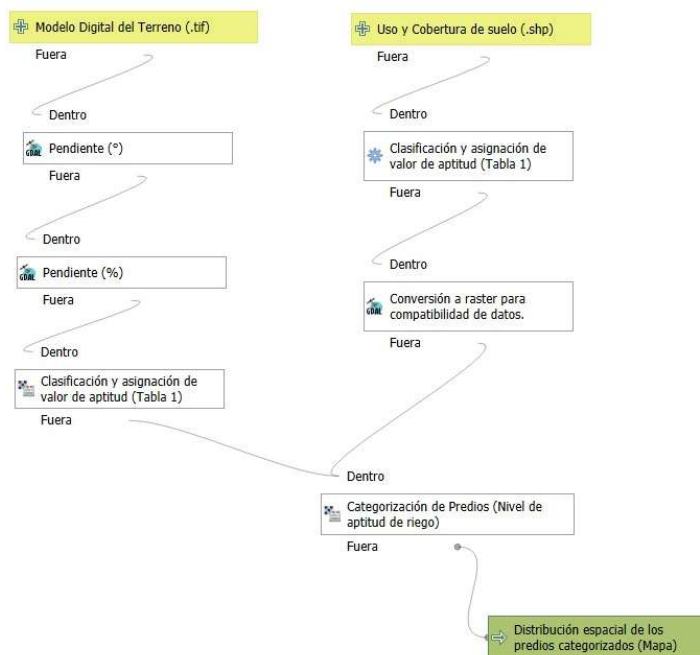 Modelo Digital del Terreno (.tif)
Fuera
Dentro
GDAL Pendiente (°)
Fuera
Dentro
GDAL Pendiente (%)
Fuera
Dentro
Clasificación y asignación de
valor de aptitud (Tabla 1)
Fuera
Uso y Cobertura de suelo (.shp)
Fuera
Dentro
Clasificación y asignación de
valor de aptitud (Tabla 1)
Fuera
Dentro
GDAL Conversión a raster para
compatibilidad de datos.
Fuera
Dentro
Categorización de Predios (Nivel de
aptitud de riego)
Fuera
Distribución espacial de los
predios categorizados (Mapa)